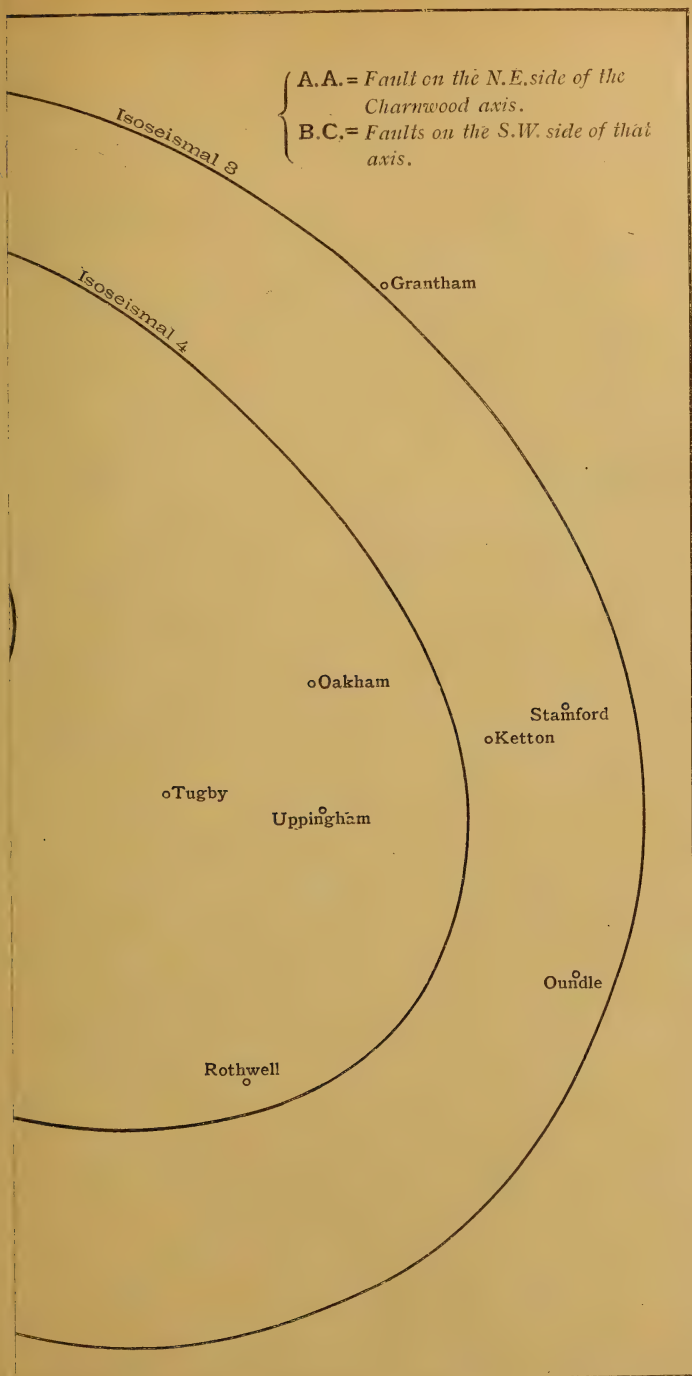 A.A. = Fault on the N.E. side of the
Charnwood axis.
B.C. = Faults on the S.W. side of that
axis.
Isoseismal 3
Isoseismal 4
Grantham
Oakham
Stamford
Ketton
Tugby
Uppingham
Oundle
Rothwell